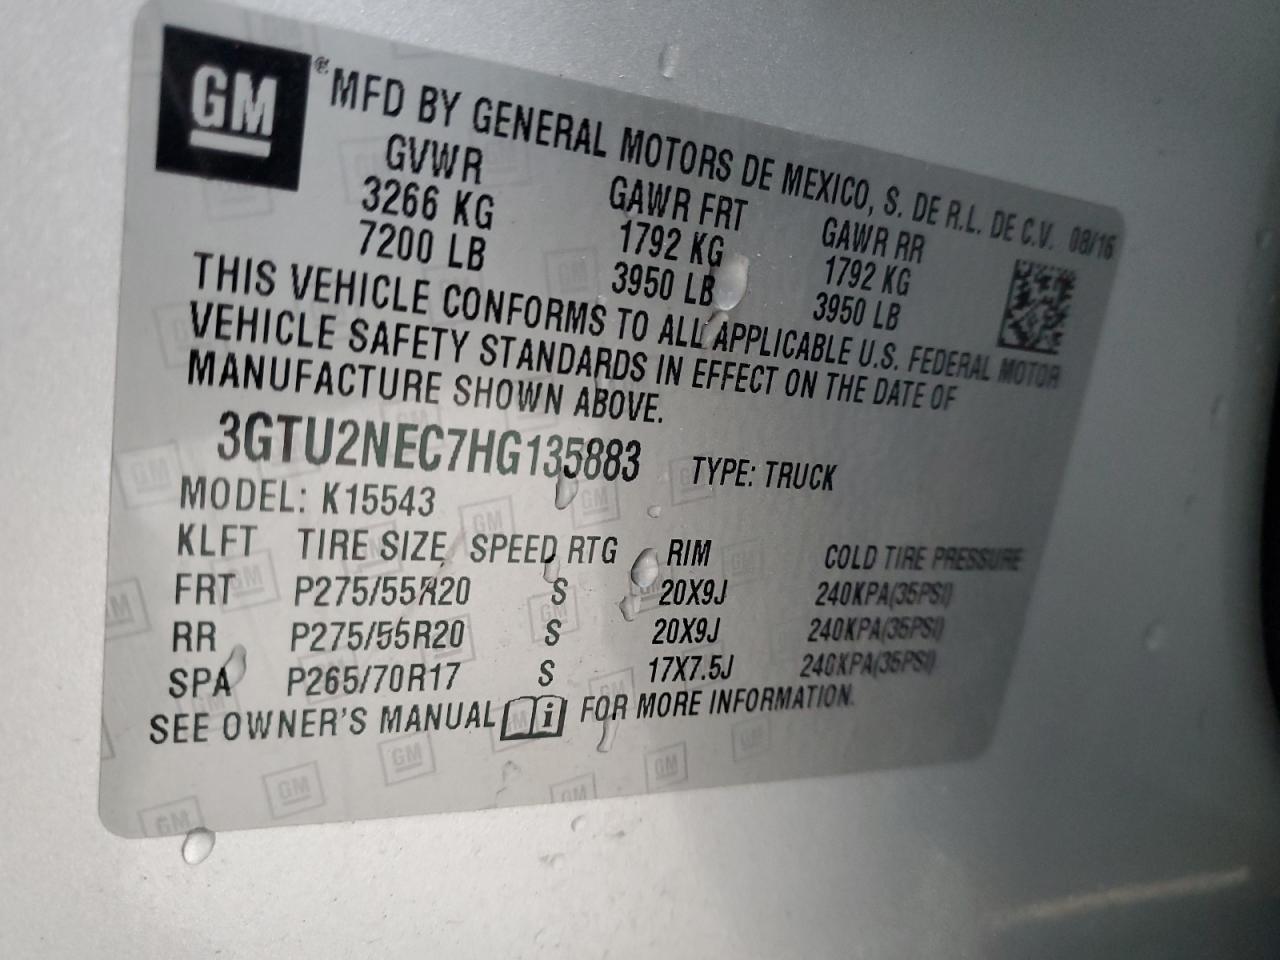 GM ® MFD BY GENERAL MOTORS DE MEXICO, S. DE R.L. DE C.V. 08/16
GVWR GAWR FRT GAWR RR
3266 KG 1792 KG 1792 KG
7200 LB 3950 LB 3950 LB
THIS VEHICLE CONFORMS TO ALL APPLICABLE U.S. FEDERAL MOTOR
VEHICLE SAFETY STANDARDS IN EFFECT ON THE DATE OF
MANUFACTURE SHOWN ABOVE.
3GTU2NEC7HG135883 TYPE: TRUCK
MODEL: K15543
KLFT TIRE SIZE SPEED RTG RIM COLD TIRE PRESSURE
FRT P275/55R20 S 20X9J 240KPA(35PSI)
RR P275/55R20 S 20X9J 240KPA(35PSI)
SPA P265/70R17 S 17X7.5J 240KPA(35PSI)
SEE OWNER'S MANUAL i FOR MORE INFORMATION.